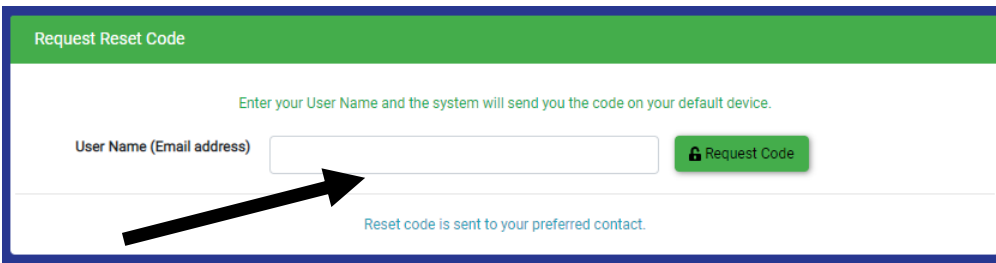 Request Reset Code
Enter your User Name and the system will send you the code on your default device.
User Name (Email address)
Request Code
Reset code is sent to your preferred contact.